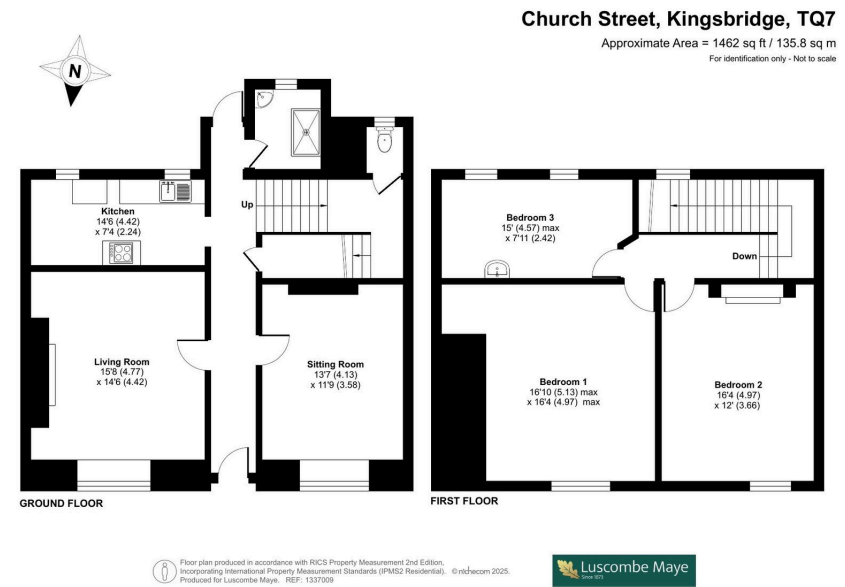 Church Street, Kingsbridge, TQ7
Approximate Area = 1462 sq ft / 135.8 sq m
For identification only - Not to scale
N
Kitchen
14'6 (4.42)
x 7'4 (2.24)
Up
Living Room
15'8 (4.77)
x 14'6 (4.42)
Sitting Room
13'7 (4.13)
x 11'9 (3.58)
GROUND FLOOR
Bedroom 3
15' (4.57) max
x 7'11 (2.42)
Down
Bedroom 1
16'10 (5.13) max
x 16'4 (4.97) max
Bedroom 2
16'4 (4.97)
x 12' (3.66)
FIRST FLOOR
Floor plan produced in accordance with RICS Property Measurement 2nd Edition,
Incorporating International Property Measurement Standards (IPMS2 Residential). © ntchecom 2025.
Produced for Luscombe Maye. REF: 1337009
Luscombe Maye
Since 1873